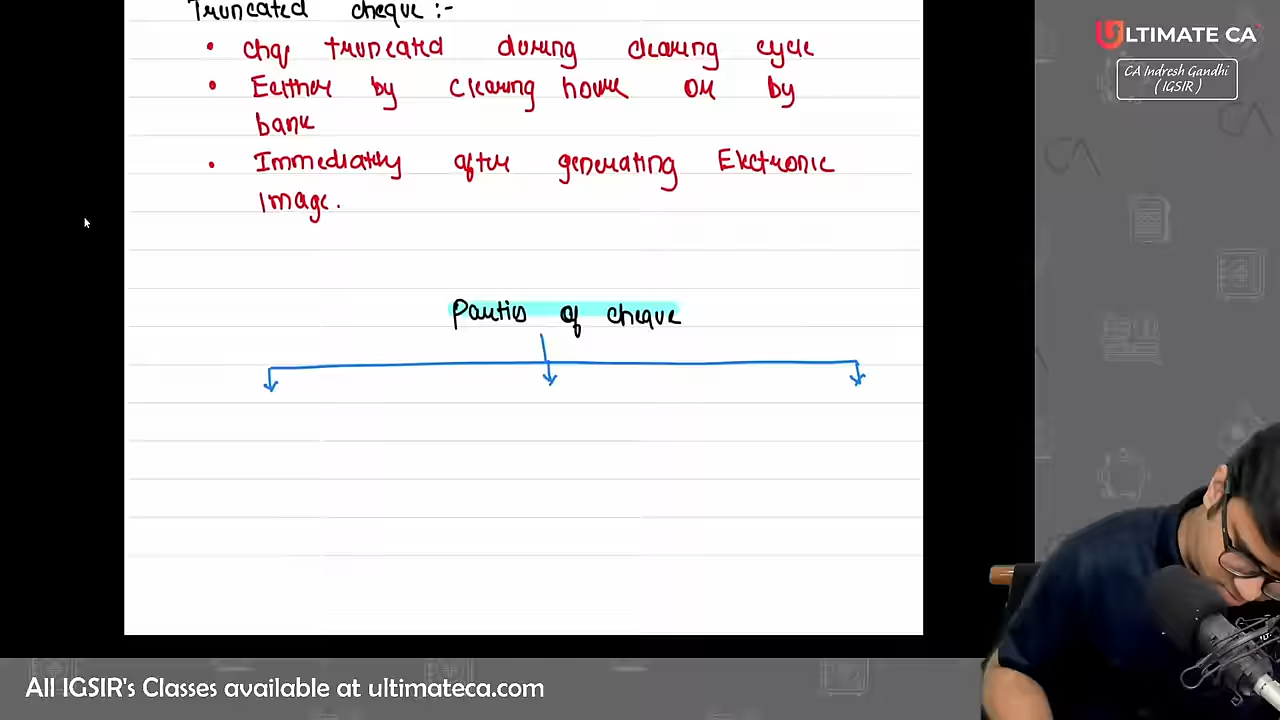 Truncated cheque :-
• chq truncated during clearing cycle
• Either by clearing house or by
bank
• Immediately after generating Electronic
image.
Parties of cheque
ULTIMATE CA
CA Indresh Gandhi
( IGSIR )
All IGSIR's Classes available at ultimateca.com